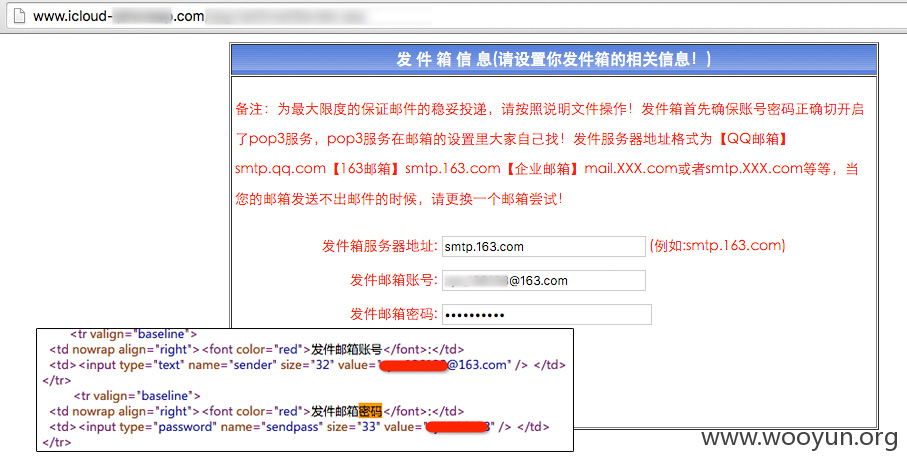 www.icloud-
.com
发 件 箱 信 息(请设置你发件箱的相关信息！)
备注：为最大限度的保证邮件的稳妥投递，请按照说明文件操作！发件箱首先确保账号密码正确切开启
了pop3服务，pop3服务在邮箱的设置里大家自己找！发件服务器地址格式为【QQ邮箱】
smtp.qq.com【163邮箱】smtp.163.com【企业邮箱】mail.XXX.com或者smtp.XXX.com等等，当
您的邮箱发送不出邮件的时候，请更换一个邮箱尝试！
发件箱服务器地址: smtp.163.com (例如:smtp.163.com)
发件邮箱账号: @163.com
发件邮箱密码: ••••••••••
<tr valign="baseline">
<td nowrap align="right"><font color="red">发件邮箱账号</font>:</td>
<td><input type="text" name="sender" size="32" value=" @163.com" /> </td>
</tr>
<tr valign="baseline">
<td nowrap align="right"><font color="red">发件邮箱密码</font>:</td>
<td><input type="password" name="sendpass" size="33" value=" " /> </td>
</tr>
www.wooyun.org